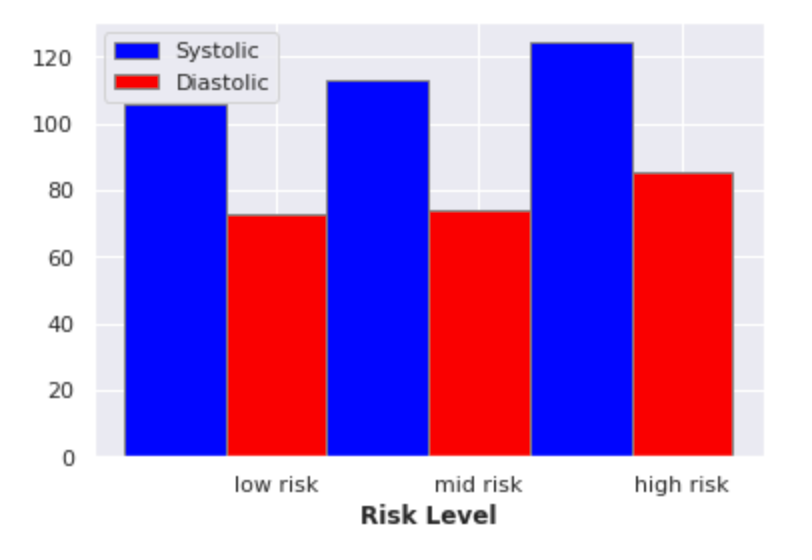 Systolic
Diastolic
120
100
80
60
40
20
0
low risk mid risk high risk
Risk Level